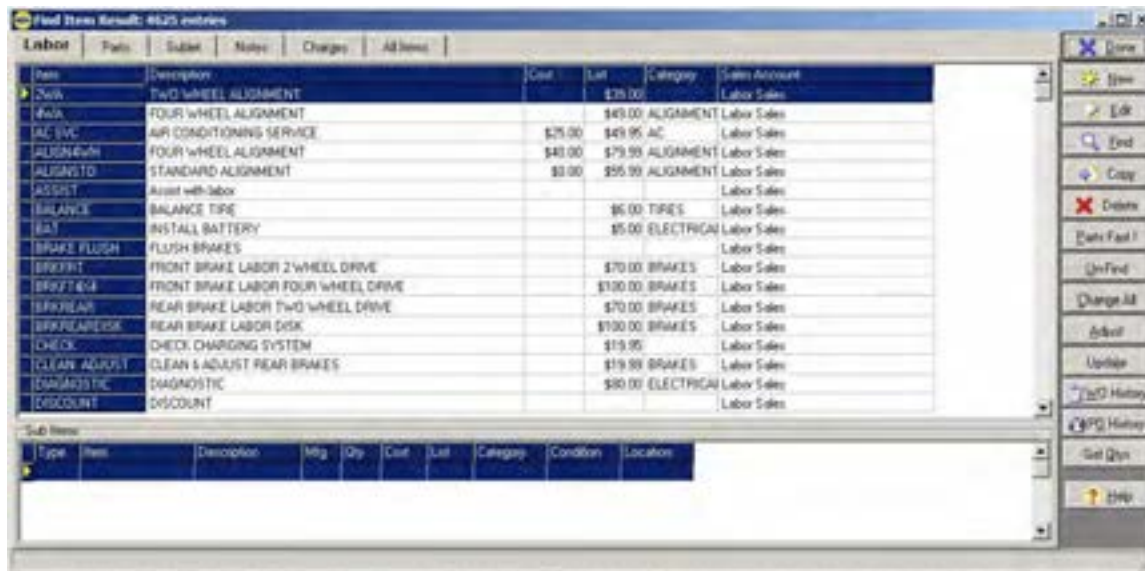 Find Item Result: 4625 entries
Labor Parts Sublet Notes Charges All Items
Item Description Cost List Category Sales Account
2WA TWO WHEEL ALIGNMENT $39.00 Labor Sales
4WA FOUR WHEEL ALIGNMENT $49.00 ALIGNMENT Labor Sales
AC SVC AIR CONDITIONING SERVICE $25.00 $49.95 AC Labor Sales
ALIGN4WH FOUR WHEEL ALIGNMENT $40.00 $79.99 ALIGNMENT Labor Sales
ALIGNSTD STANDARD ALIGNMENT $0.00 ALIGNMENT Labor Sales
ASSIST Assist with labor Labor Sales
BALANCE BALANCE TIRE $6.00 TIRES Labor Sales
BAT INSTALL BATTERY $5.00 ELECTRICAL Labor Sales
BRAKE FLUSH FLUSH BRAKES Labor Sales
BRKFRT FRONT BRAKE LABOR 2 WHEEL DRIVE $70.00 BRAKES Labor Sales
BRKFT4X4 FRONT BRAKE LABOR FOUR WHEEL DRIVE $100.00 BRAKES Labor Sales
BRKREAR REAR BRAKE LABOR TWO WHEEL DRIVE $70.00 BRAKES Labor Sales
BRKREARDISK REAR BRAKE LABOR DISK $100.00 BRAKES Labor Sales
CHECK CHECK CHARGING SYSTEM $19.95 Labor Sales
CLEAN ADJUST CLEAN & ADJUST REAR BRAKES $19.99 BRAKES Labor Sales
DIAGNOSTIC DIAGNOSTIC $80.00 ELECTRICAL Labor Sales
DISCOUNT DISCOUNT Labor Sales
Sub Items
Type Item Description Mfg Qty Cost List Category Condition Location
Done
New
Edit
Find
Copy
Delete
Parts Fast !
UnFind
Change All
Adjust
Update
W/O History
PO History
Get Qtys
Help